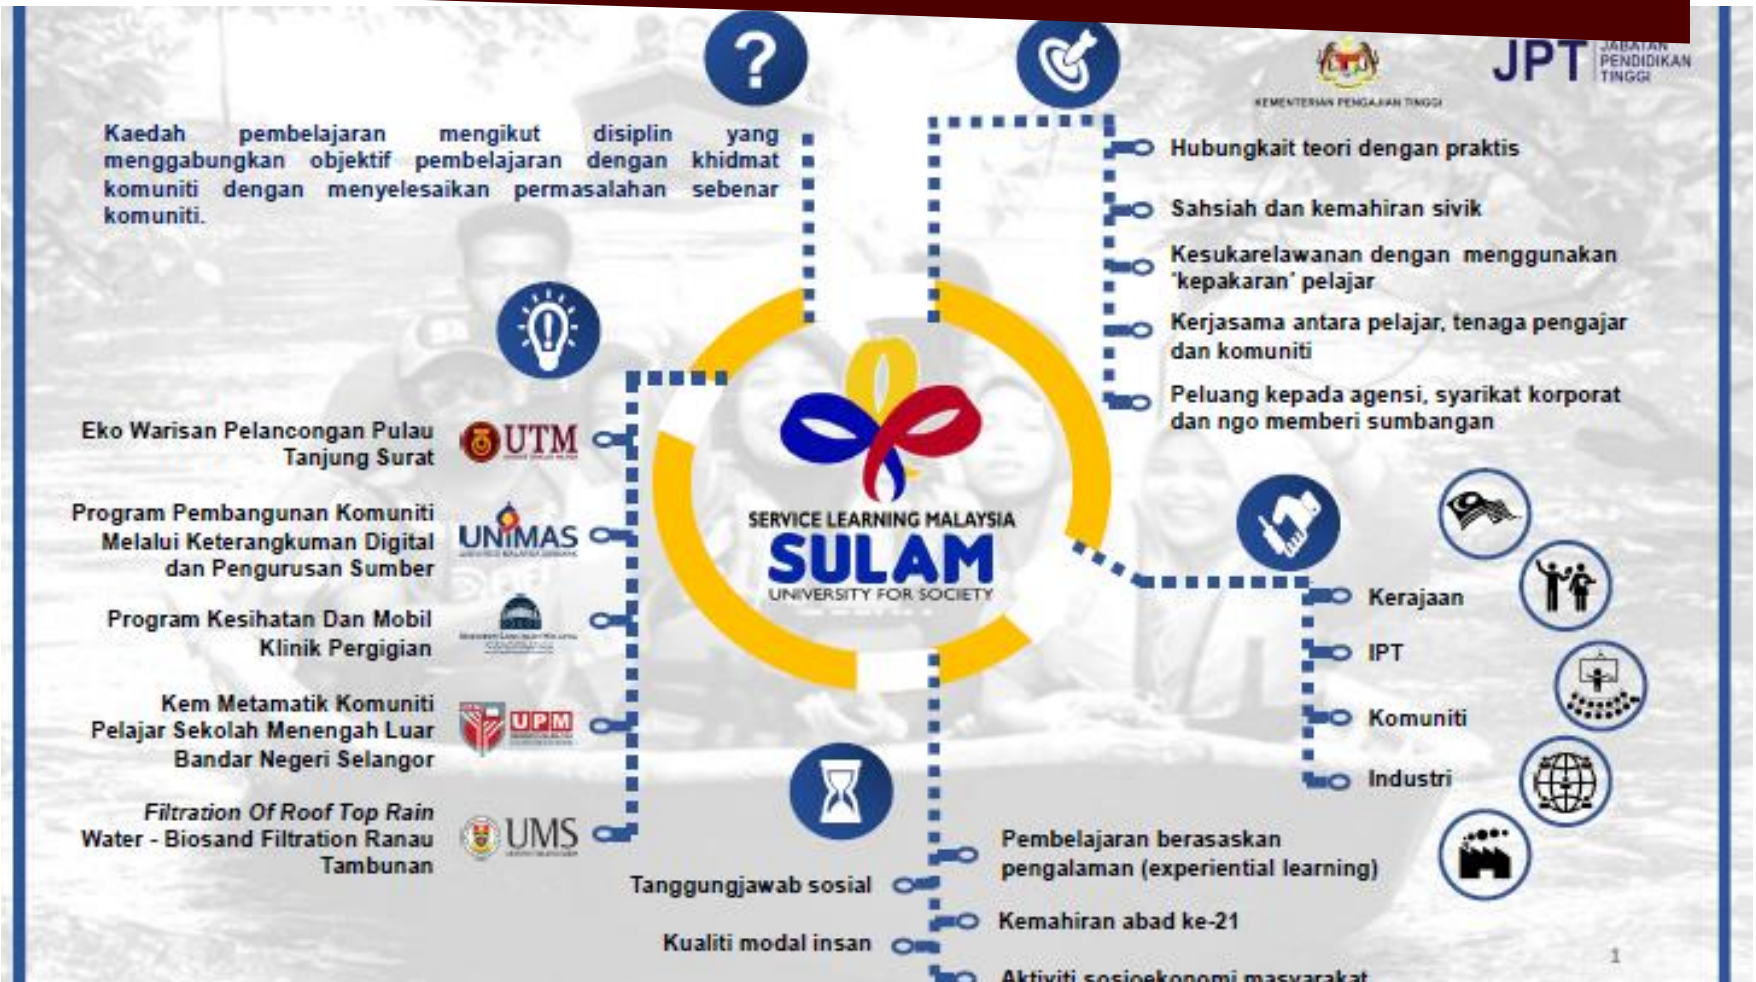 JPT
JABATAN
PENDIDIKAN
TINGGI
KEMENTERIAN PENGAJIAN TINGGI
Kaedah pembelajaran mengikut disiplin yang
menggabungkan objektif pembelajaran dengan khidmat
komuniti dengan menyelesaikan permasalahan sebenar
komuniti.
Hubungkait teori dengan praktis
Sahsiah dan kemahiran sivik
Kesukarelawanan dengan menggunakan
'kepakaran' pelajar
Kerjasama antara pelajar, tenaga pengajar
dan komuniti
Peluang kepada agensi, syarikat korporat
dan ngo memberi sumbangan
Eko Warisan Pelancongan Pulau
Tanjung Surat
UTM
Program Pembangunan Komuniti
Melalui Keterangkuman Digital
dan Pengurusan Sumber
UNIMAS
Program Kesihatan Dan Mobil
Klinik Pergigian
Kem Metamatik Komuniti
Pelajar Sekolah Menengah Luar
Bandar Negeri Selangor
UPM
Filtration Of Roof Top Rain
Water - Biosand Filtration Ranau
Tambunan
UMS
SERVICE LEARNING MALAYSIA
SULAM
UNIVERSITY FOR SOCIETY
Kerajaan
IPT
Komuniti
Industri
Tanggungjawab sosial
Kualiti modal insan
Pembelajaran berasaskan
pengalaman (experiential learning)
Kemahiran abad ke-21
Aktiviti sosioekonomi masyarakat
1